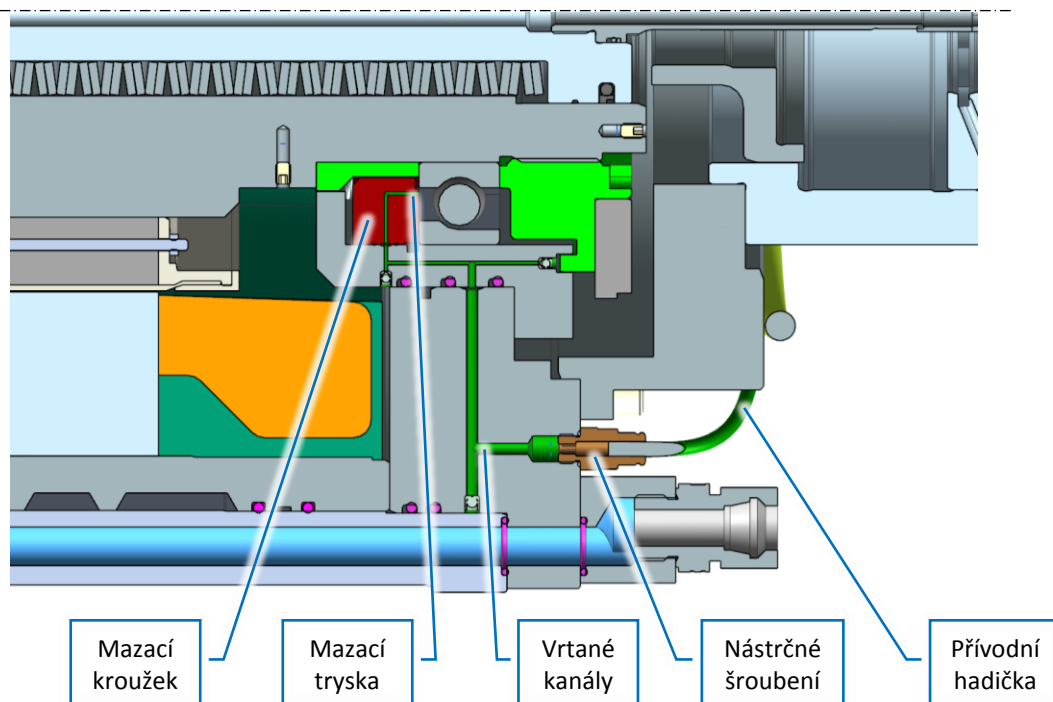 Mazací
kroužek
Mazací
tryska
Vrtané
kanály
Nástrčné
šroubení
Přívodní
hadička